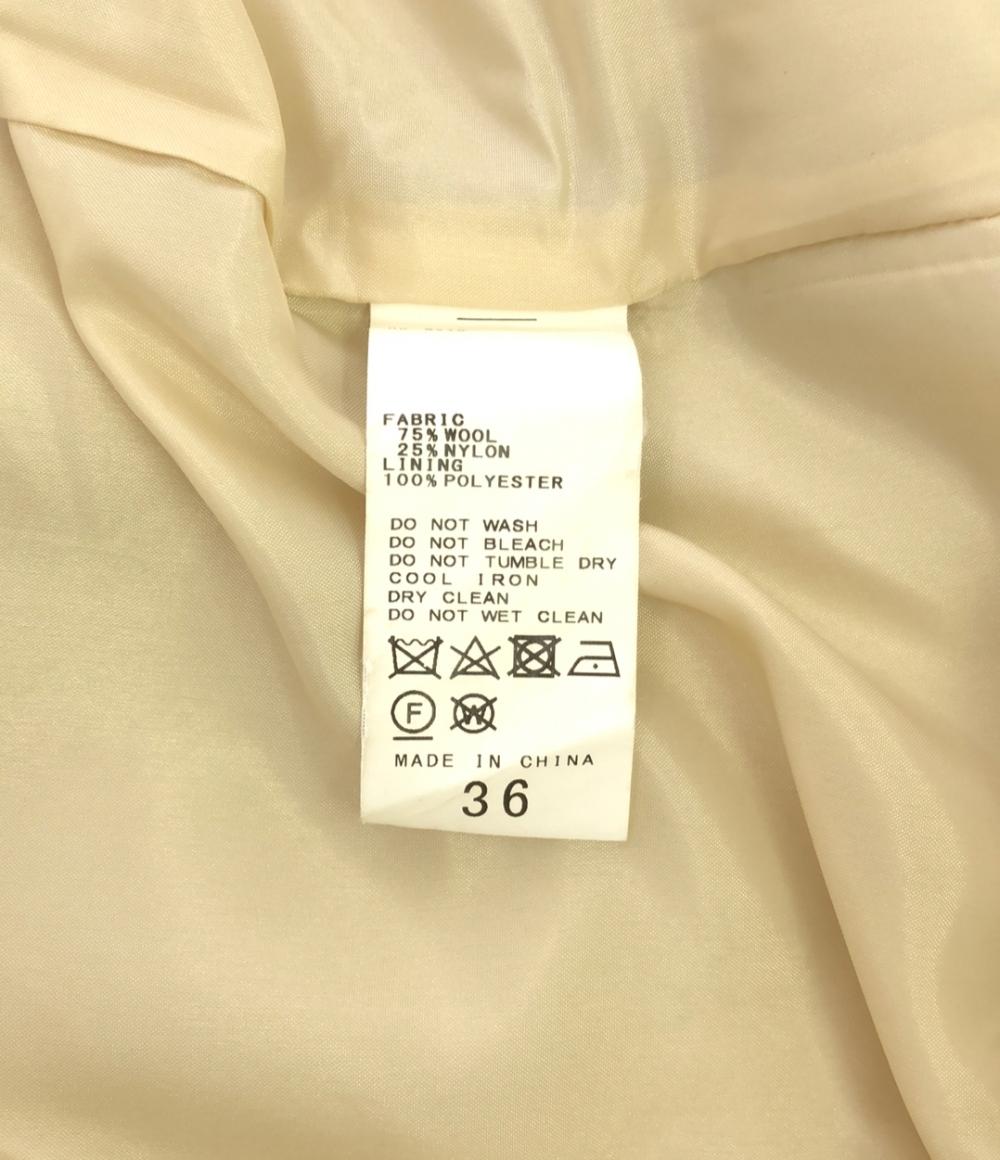 FABRIC
75% WOOL
25% NYLON
LINING
100% POLYESTER
DO NOT WASH
DO NOT BLEACH
DO NOT TUMBLE DRY
COOL IRON
DRY CLEAN
DO NOT WET CLEAN
F W
MADE IN CHINA
36